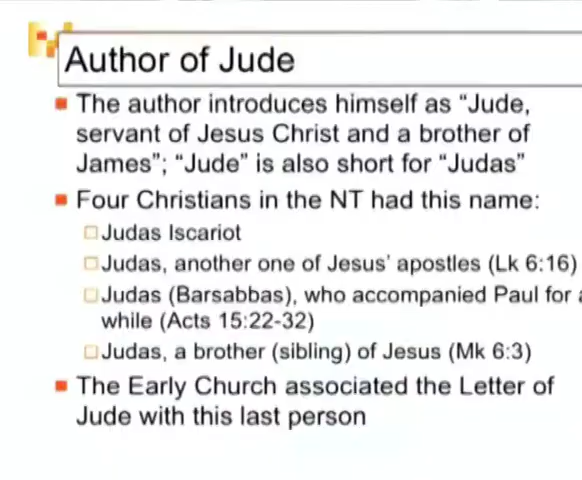 Author of Jude
The author introduces himself as “Jude,
servant of Jesus Christ and a brother of
James”; “Jude” is also short for “Judas”
Four Christians in the NT had this name:
Judas Iscariot
Judas, another one of Jesus’ apostles (Lk 6:16)
Judas (Barsabbas), who accompanied Paul for a
while (Acts 15:22-32)
Judas, a brother (sibling) of Jesus (Mk 6:3)
The Early Church associated the Letter of
Jude with this last person